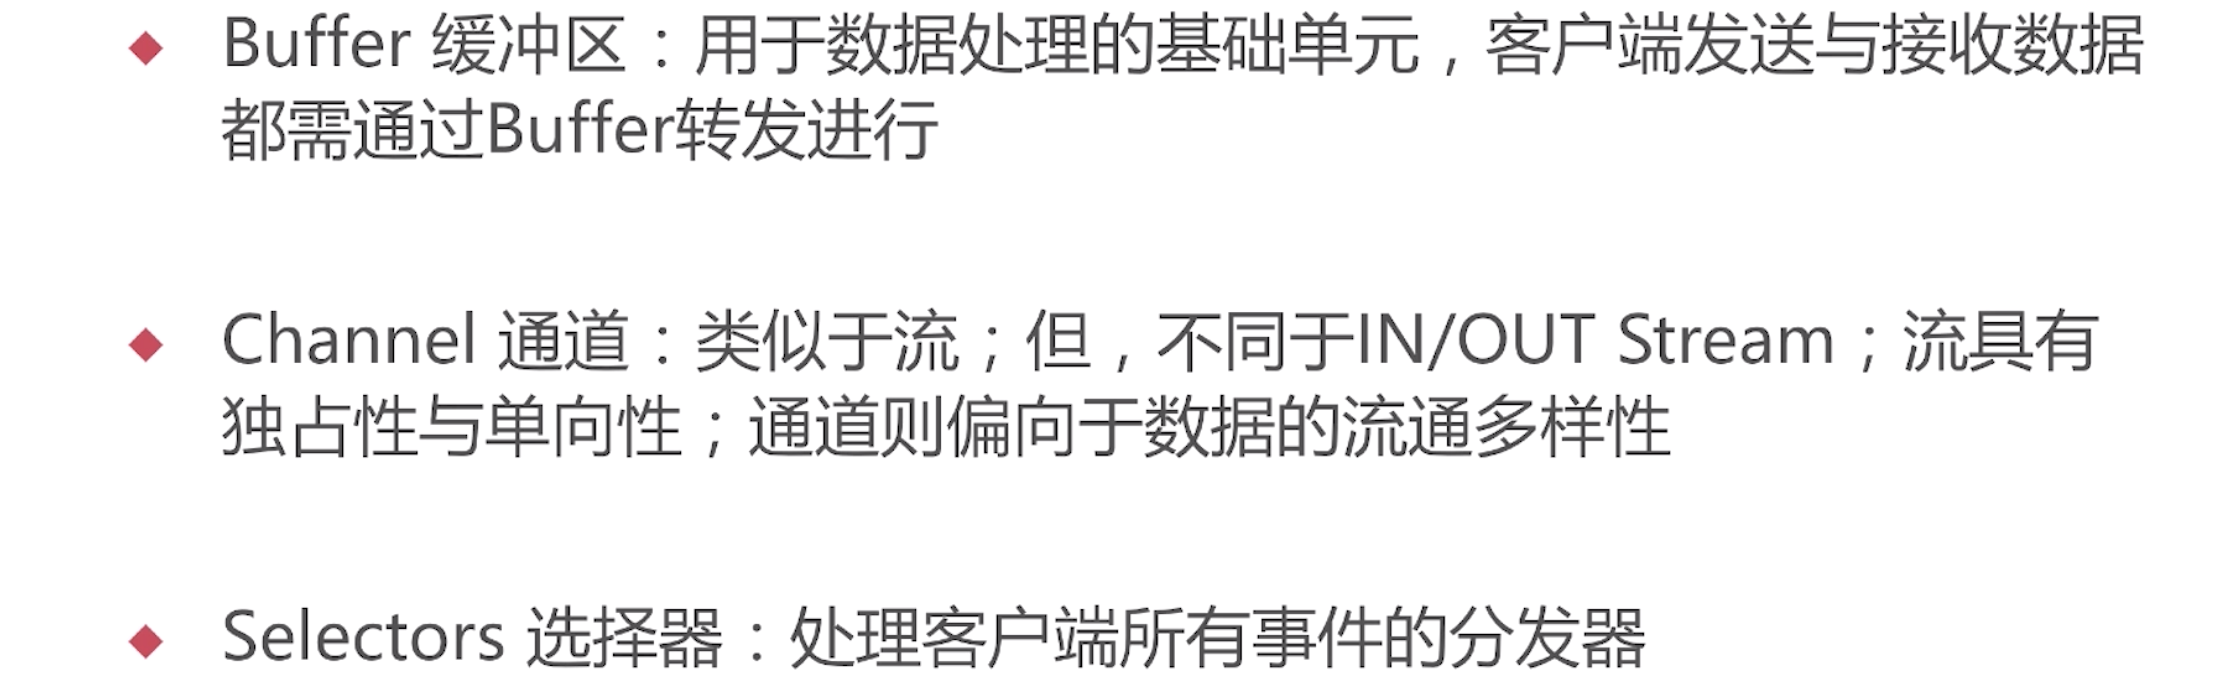 Buffer 缓冲区：用于数据处理的基础单元，客户端发送与接收数据
都需通过Buffer转发进行
Channel 通道：类似于流；但，不同于IN/OUT Stream；流具有
独占性与单向性；通道则偏向于数据的流通多样性
Selectors 选择器：处理客户端所有事件的分发器